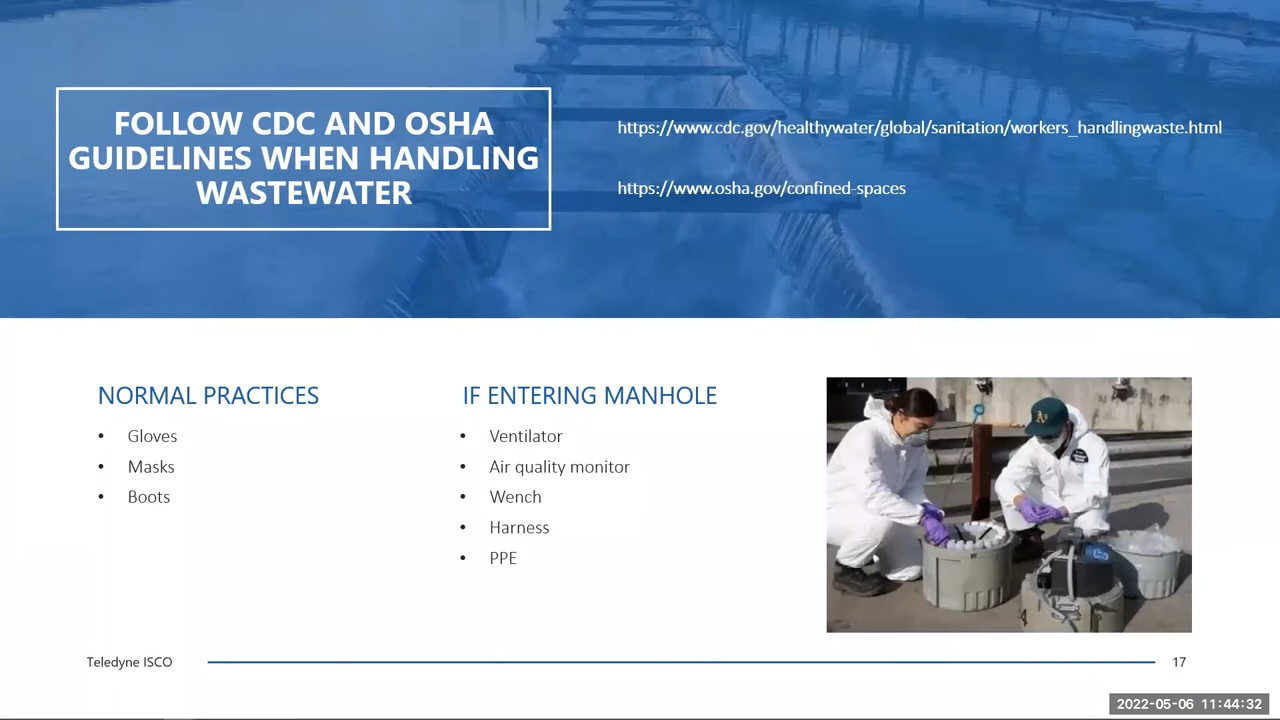 FOLLOW CDC AND OSHA
GUIDELINES WHEN HANDLING
WASTEWATER
https://www.cdc.gov/healthywater/global/sanitation/workers_handlingwaste.html
https://www.osha.gov/confined-spaces
NORMAL PRACTICES
• Gloves
• Masks
• Boots
IF ENTERING MANHOLE
• Ventilator
• Air quality monitor
• Wench
• Harness
• PPE
A's
Teledyne ISCO
17
2022-05-06 11:44:32